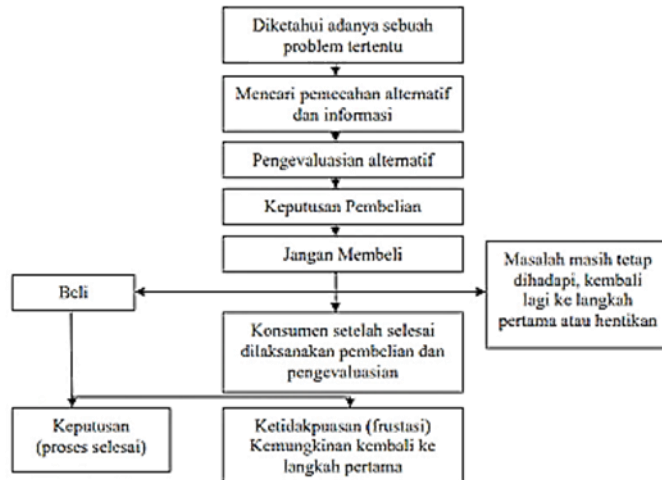 Diketahui adanya sebuah
problem tertentu
Mencari pemecahan alternatif
dan informasi
Pengevaluasian alternatif
Keputusan Pembelian
Jangan Membeli
Masalah masih tetap
dihadapi, kembali
lagi ke langkah
pertama atau hentikan
Beli
Konsumen setelah selesai
dilaksanakan pembelian dan
pengevaluasian
Keputusan
(proses selesai)
Ketidakpuasan (frustasi)
Kemungkinan kembali ke
langkah pertama